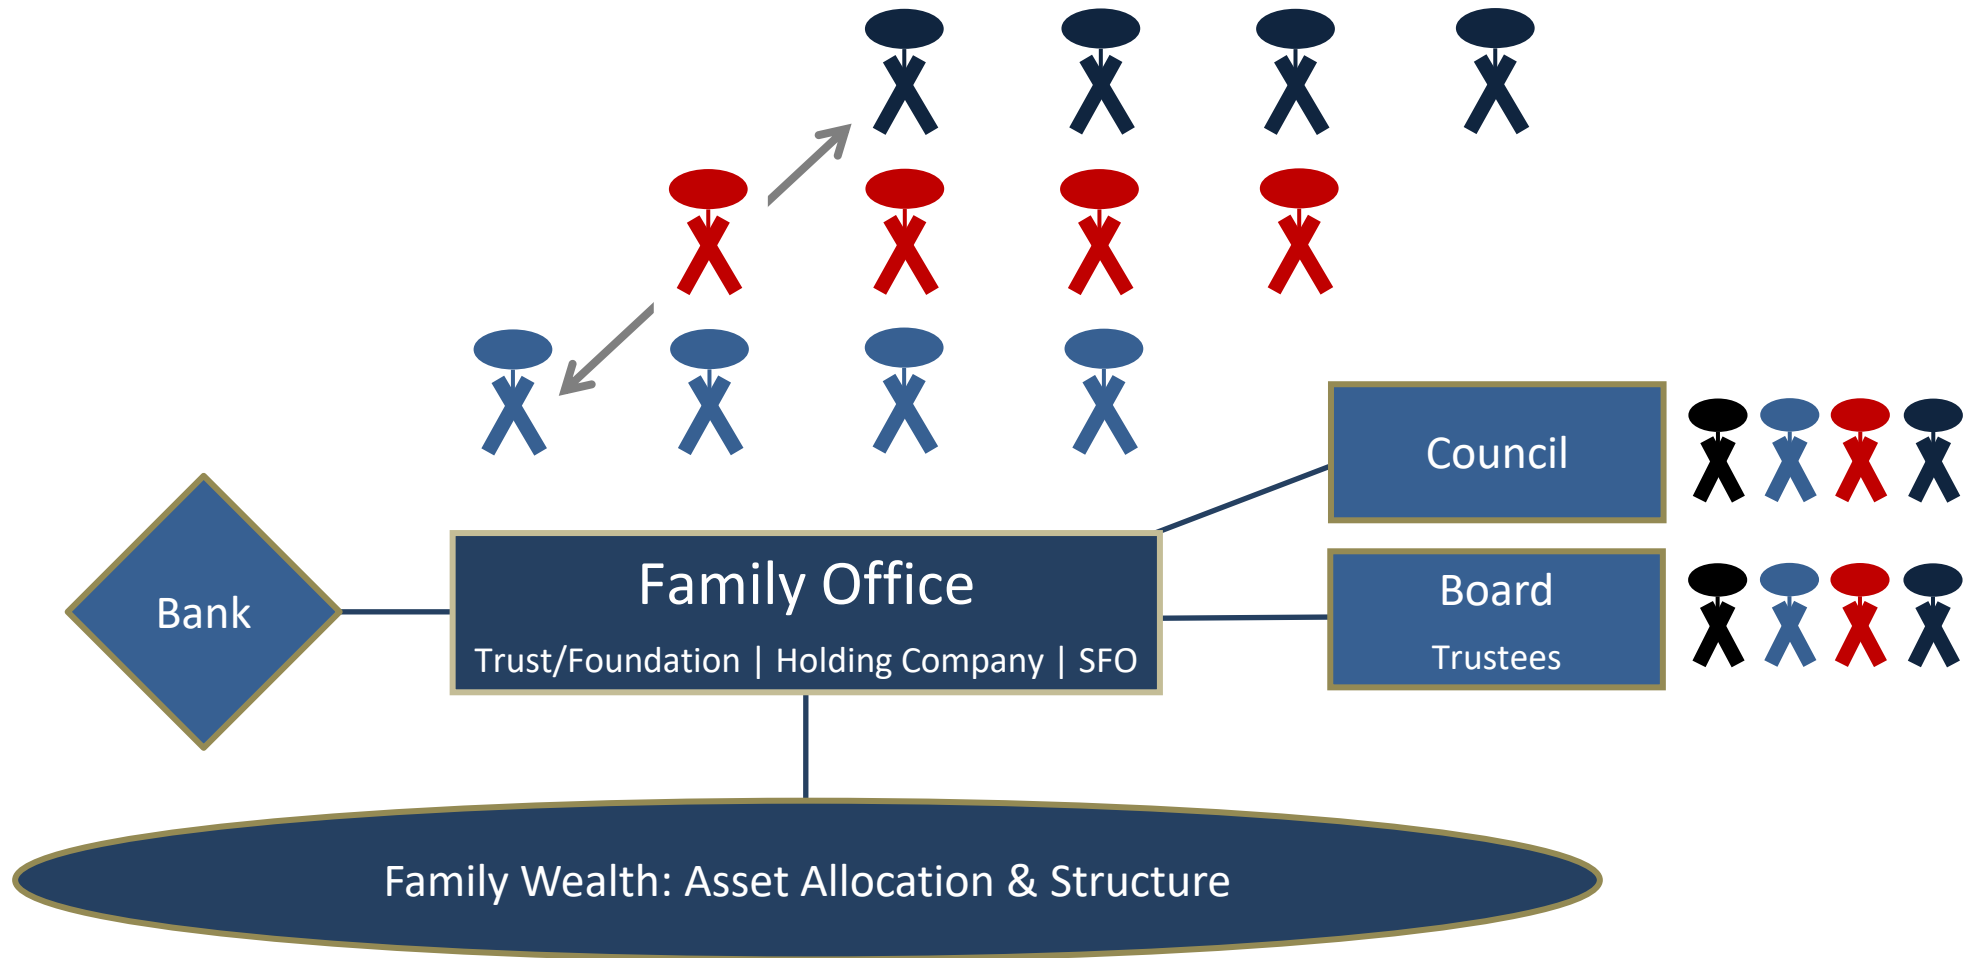 Council
Bank
Family Office
Trust/Foundation | Holding Company | SFO
Board
Trustees
Family Wealth: Asset Allocation & Structure